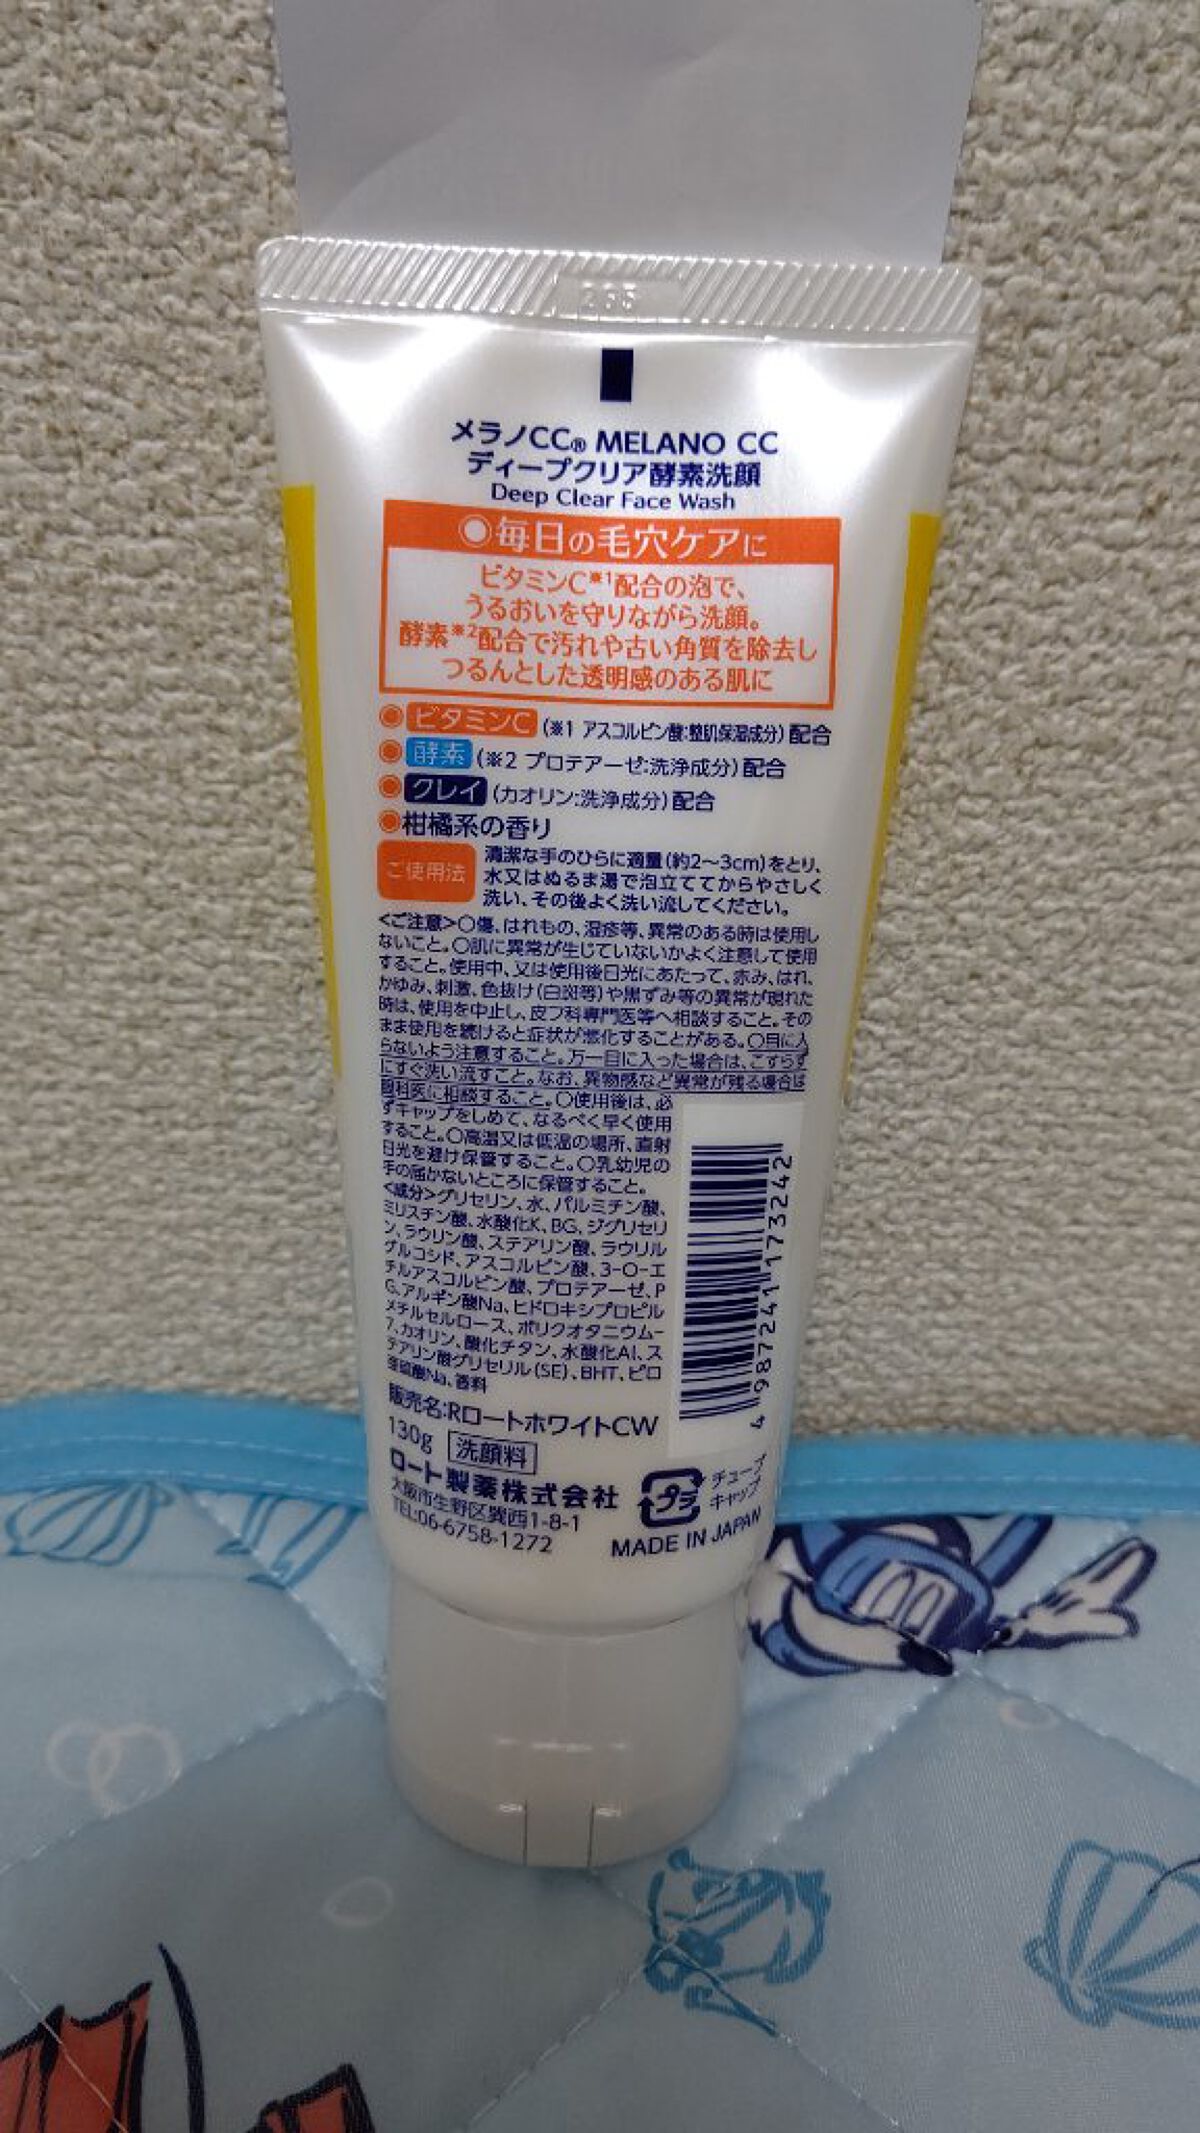 メラノCC® MELANO CC
ディープクリア酵素洗顔
Deep Clear Face Wash
◉毎日の毛穴ケアに
ビタミンC※1配合の泡で、
うるおいを守りながら洗顔。
酵素※2配合で汚れや古い角質を除去し
つるんとした透明感のある肌に
◉ビタミンC(※1 アスコルビン酸:整肌保湿成分)配合
◉酵素(※2 プロテアーゼ:洗浄成分)配合
◉クレイ(カオリン:洗浄成分)配合
◉柑橘系の香り
ご使用法
清潔な手のひらに適量(約2〜3cm)をとり、
水又はぬるま湯で泡立ててからやさしく
洗い、その後よく洗い流してください。
<ご注意>〇傷、はれもの、湿疹等、異常のある時は使用し
ないこと。〇肌に異常が生じていないかよく注意して使用
すること。使用中、又は使用後日光にあたって、赤み、はれ、
かゆみ、刺激、色抜け(白斑等)や黒ずみ等の異常が現れた
時は、使用を中止し、皮フ科専門医等へ相談すること。その
まま使用を続けると症状が悪化することがある。〇目に入
らないよう注意すること。万一目に入った場合は、こすらず
にすぐ洗い流すこと。なお、異物感など異常が残る場合は
眼科医に相談すること。〇使用後は、必
ずキャップをしめて、なるべく早く使用
すること。〇高温又は低温の場所、直射
日光を避け保管すること。〇乳幼児の
手の届かないところに保管すること。
<成分>グリセリン、水、パルミチン酸、
ミリスチン酸、水酸化K、BG、ジグリセリ
ン、ラウリン酸、ステアリン酸、ラウリル
グルコシド、アスコルビン酸、3-O-エ
チルアスコルビン酸、プロテアーゼ、P
G、アルギン酸Na、ヒドロキシプロピル
メチルセルロース、ポリクオタニウム-
7、カオリン、酸化チタン、水酸化Al、ス
テアリン酸グリセリル(SE)、BHT、ピロ
亜硫酸Na、香料
販売名:RロートホワイトCW
130g 洗顔料
ロート製薬株式会社
大阪市生野区巽西1-8-1
TEL:06-6758-1272
4 987241 173242
プラ
チューブ
キャップ
MADE IN JAPAN